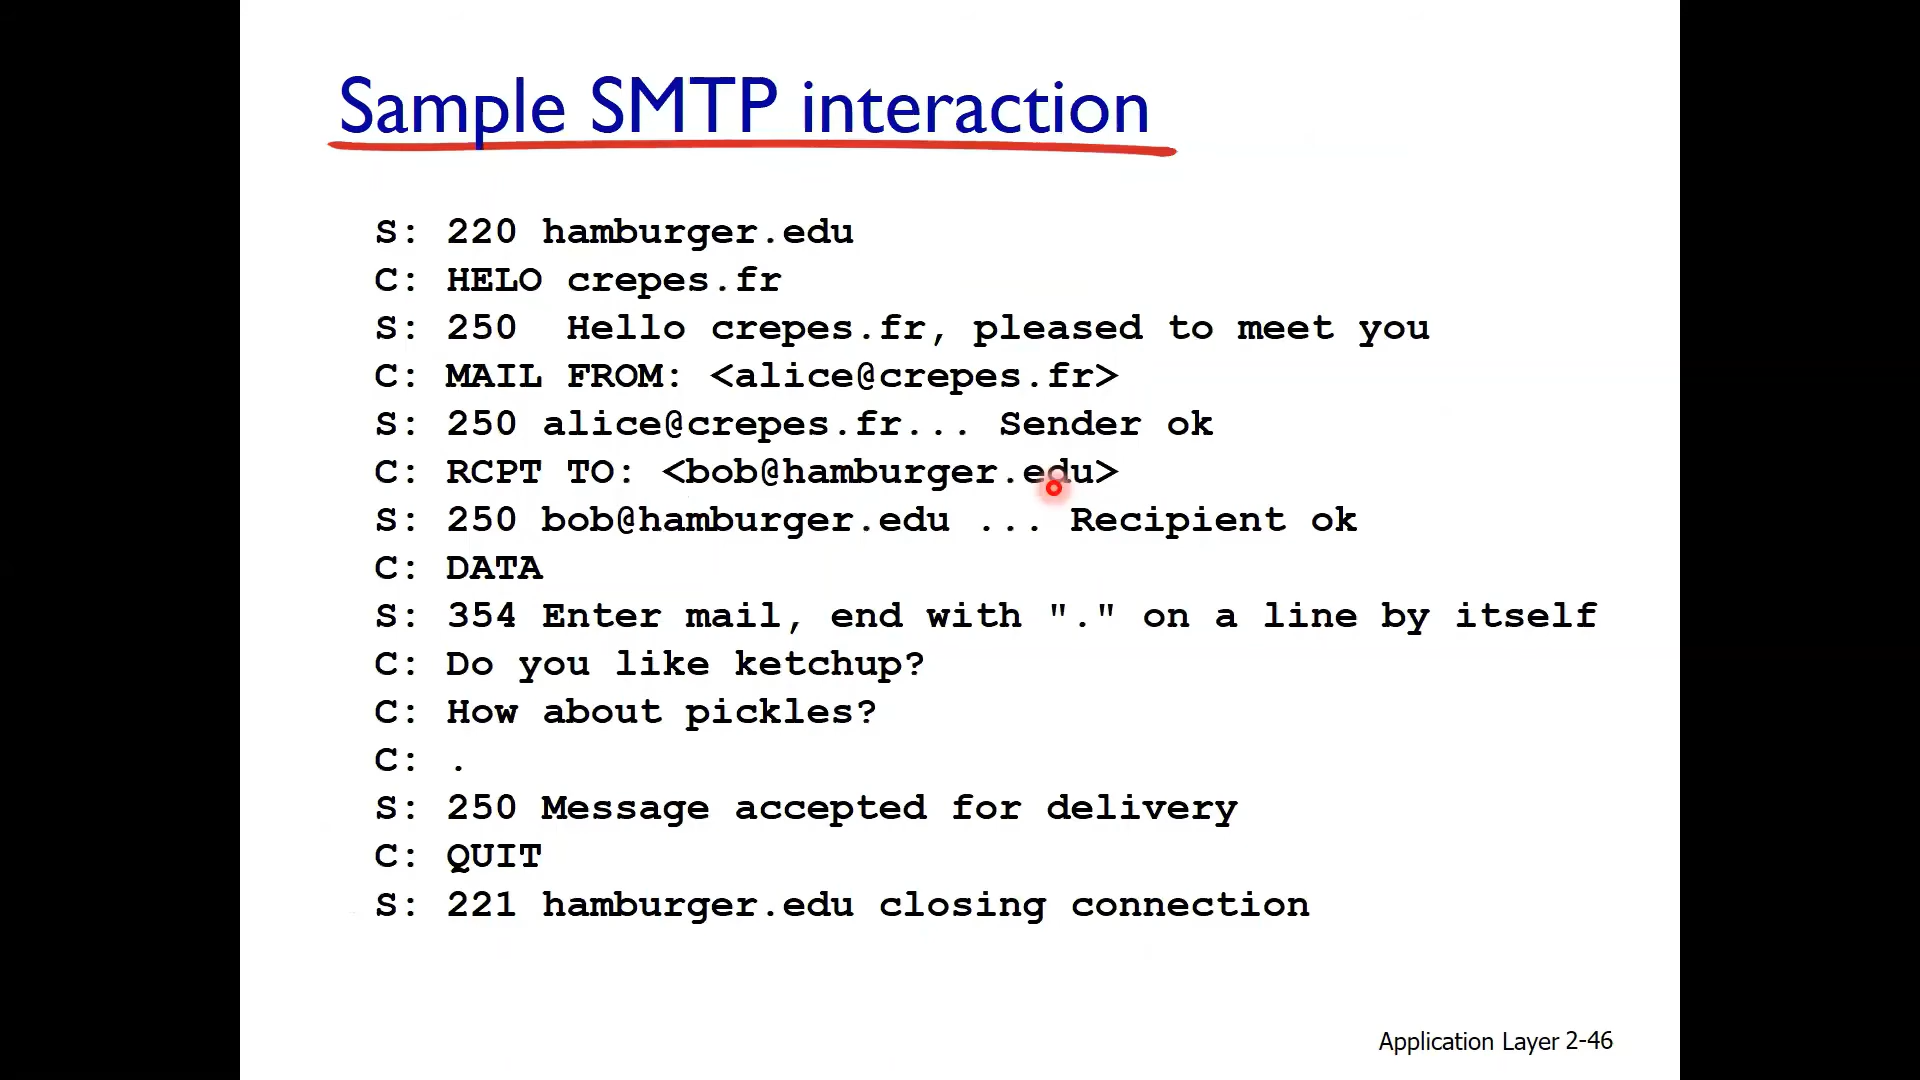 Sample SMTP interaction
S: 220 hamburger.edu
C: HELO crepes.fr
S: 250  Hello crepes.fr, pleased to meet you
C: MAIL FROM: <alice@crepes.fr>
S: 250 alice@crepes.fr... Sender ok
C: RCPT TO: <bob@hamburger.edu>
S: 250 bob@hamburger.edu ... Recipient ok
C: DATA
S: 354 Enter mail, end with "." on a line by itself
C: Do you like ketchup?
C: How about pickles?
C: .
S: 250 Message accepted for delivery
C: QUIT
S: 221 hamburger.edu closing connection
Application Layer 2-46